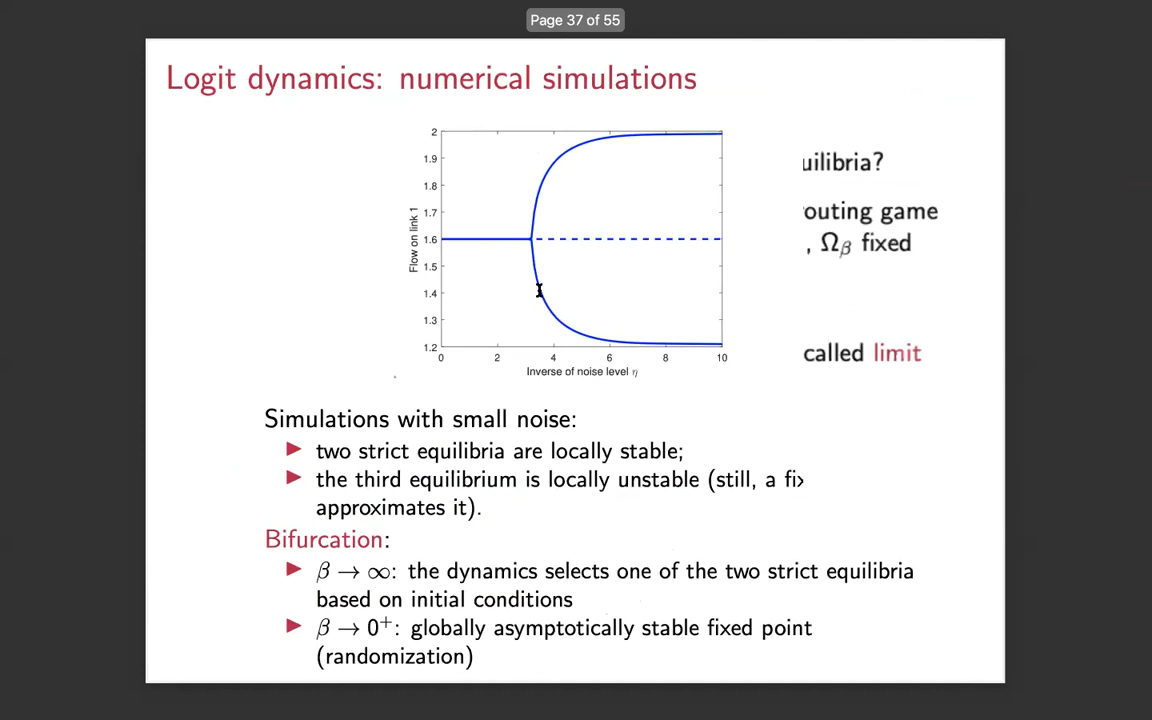 Page 37 of 55
Logit dynamics: numerical simulations
2
1.9
1.8
1.7
1.6
1.5
1.4
1.3
1.2
Flow on link 1
0 2 4 6 8 10
Inverse of noise level η
uilibria?
outing game
, Ωβ fixed
called limit
Simulations with small noise:
▶ two strict equilibria are locally stable;
▶ the third equilibrium is locally unstable (still, a fix
approximates it).
Bifurcation:
▶ β → ∞: the dynamics selects one of the two strict equilibria
based on initial conditions
▶ β → 0⁺: globally asymptotically stable fixed point
(randomization)